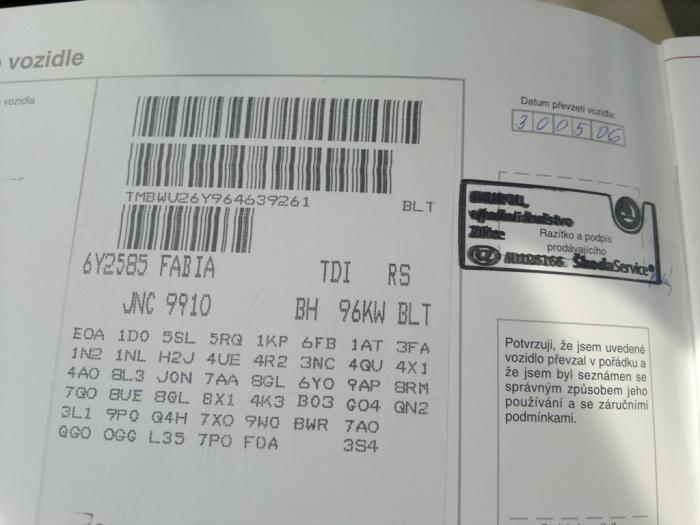 vozidle
vozidla
Datum převzetí vozidla:
300506
TMBWU26Y964639261
BLT
6Y2585 FABIA TDI RS
JNC 9910 BH 96KW BLT
EOA 1D0 5SL 5RQ 1KP 6FB 1AT 3FA
1N2 1NL H2J 4UE 4R2 3NC 4QU 4X1
4A0 8L3 J0N 7AA 8GL 6Y0 9AP 8RM
7Q0 8UE 8QL 8X1 4K3 B03 G04 QN2
3L1 9P0 Q4H 7X0 9W0 8WR 7A0
QG0 0GG L35 7P0 FDA 3S4
Razítko a podpis
prodávajícího
ŠkodaService
Potvrzuji, že jsem uvedené
vozidlo převzal v pořádku a
že jsem byl seznámen se
správným způsobem jeho
používání a se záručními
podmínkami.